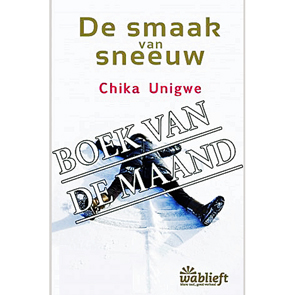 De smaak
van
sneeuw
Chika Unigwe
BOEK VAN
DE MAAND
wablieft